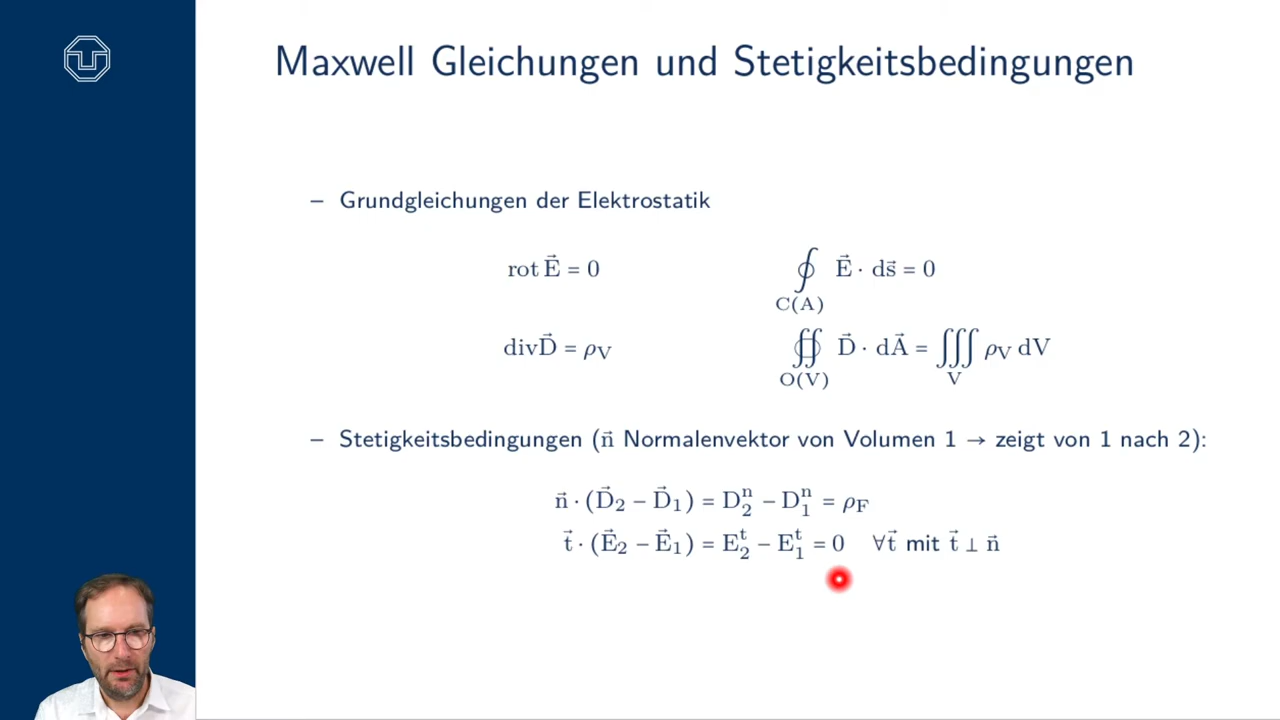 Maxwell Gleichungen und Stetigkeitsbedingungen
– Grundgleichungen der Elektrostatik
rot E⃗ = 0
∮ E⃗ · ds⃗ = 0
C(A)
divD⃗ = ρV
∯ D⃗ · dA⃗ = ∭ ρV dV
O(V) V
– Stetigkeitsbedingungen (n⃗ Normalenvektor von Volumen 1 → zeigt von 1 nach 2):
n⃗ · (D⃗₂ − D⃗₁) = D₂ⁿ − D₁ⁿ = ρF
t⃗ · (E⃗₂ − E⃗₁) = E₂ᵗ − E₁ᵗ = 0 ∀t⃗ mit t⃗ ⊥ n⃗